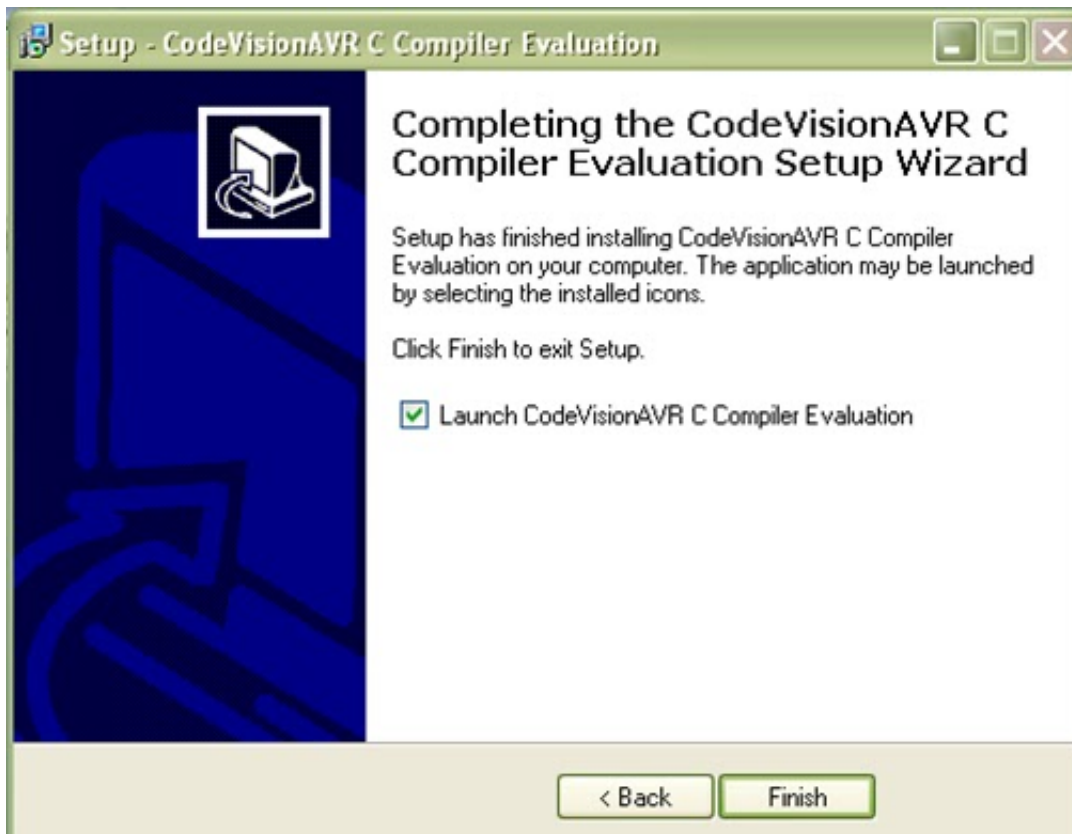 Setup - CodeVisionAVR C Compiler Evaluation
Completing the CodeVisionAVR C
Compiler Evaluation Setup Wizard
Setup has finished installing CodeVisionAVR C Compiler
Evaluation on your computer. The application may be launched
by selecting the installed icons.
Click Finish to exit Setup.
Launch CodeVisionAVR C Compiler Evaluation
< Back
Finish